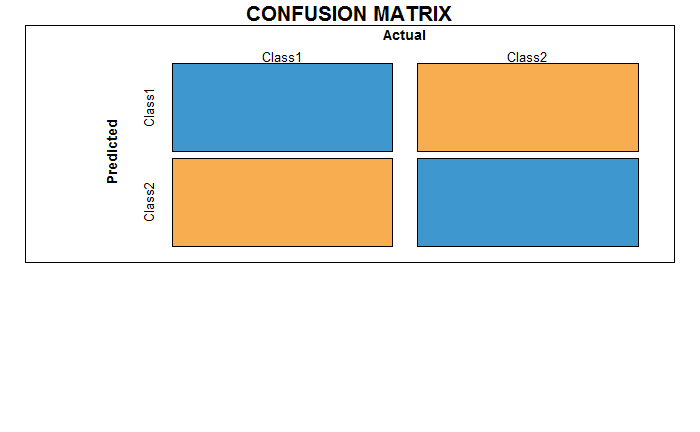 CONFUSION MATRIX
Actual
Class1
Class2
Predicted
Class1
Class2